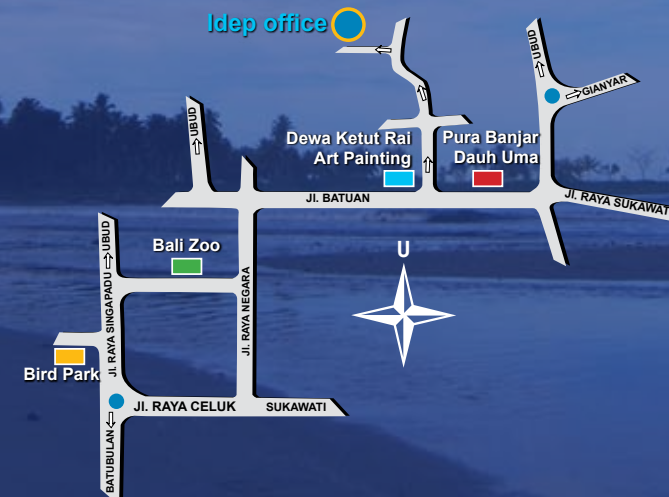 Idep office
UBUD
GIANYAR
UBUD
Dewa Ketut Rai
Art Painting
Pura Banjar
Dauh Uma
Jl. BATUAN
Jl. RAYA SUKAWAT
UBUD
Bali Zoo
U
Jl. RAYA SINGAPADU
Jl. RAYA NEGARA
Bird Park
Jl. RAYA CELUK
SUKAWATI
BATUBULAN